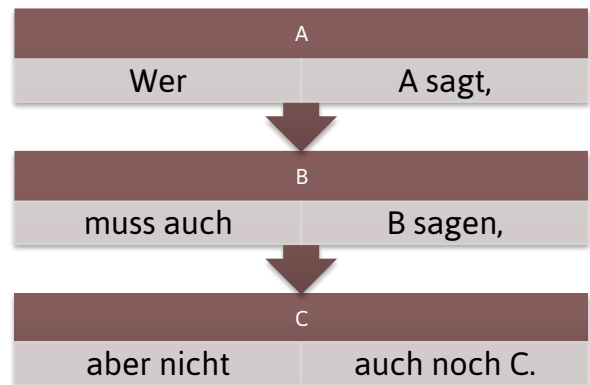 A
Wer A sagt,
B
muss auch B sagen,
C
aber nicht auch noch C.